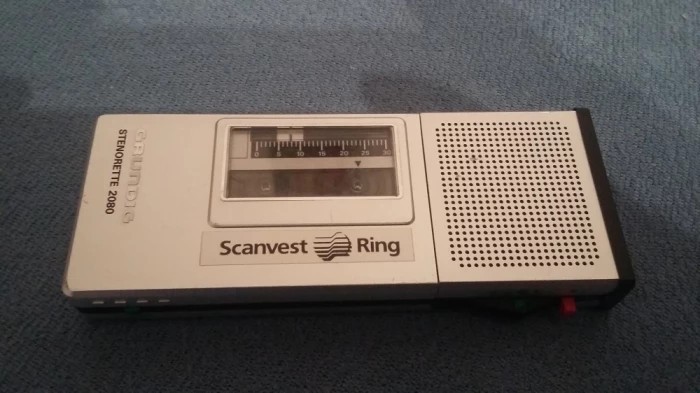 GRUNDIG
STENORETTE 2080
0 5 10 15 20 25 30
Scanvest Ring